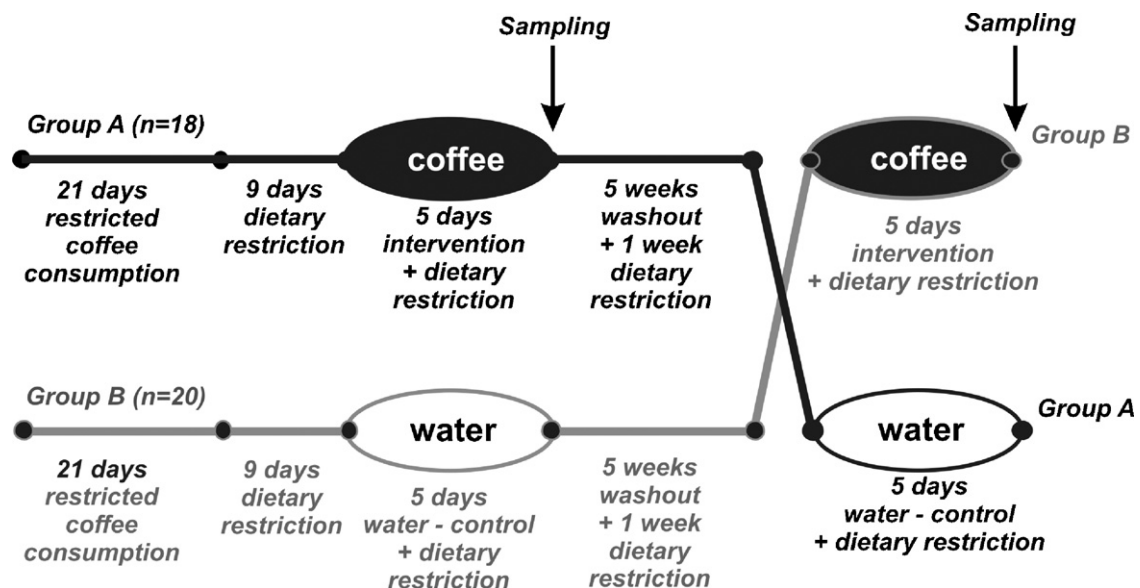 Sampling
Sampling
Group A (n=18)
coffee
coffee
Group B
21 days
restricted
coffee
consumption
9 days
dietary
restriction
5 days
intervention
+ dietary
restriction
5 weeks
washout
+ 1 week
dietary
restriction
5 days
intervention
+ dietary restriction
Group B (n=20)
water
water
Group A
21 days
restricted
coffee
consumption
9 days
dietary
restriction
5 days
water - control
+ dietary
restriction
5 weeks
washout
+ 1 week
dietary
restriction
5 days
water - control
+ dietary restriction